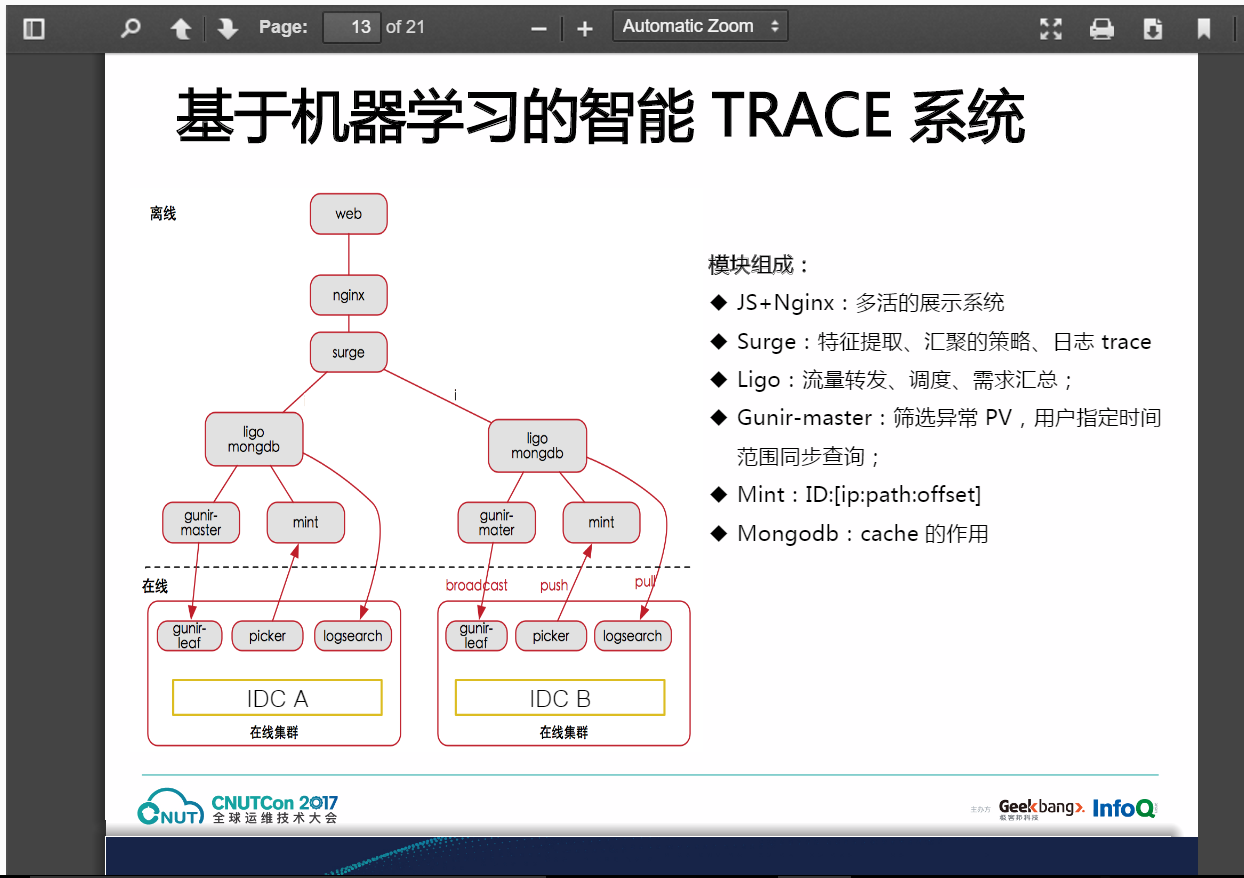 Page: 13 of 21
Automatic Zoom
基于机器学习的智能 TRACE 系统
离线
web
nginx
surge
i
ligo
mongdb
ligo
mongdb
gunir-
master
mint
gunir-
mater
mint
在线
broadcast
push
pull
gunir-
leaf
picker
logsearch
gunir-
leaf
picker
logsearch
IDC A
IDC B
在线集群
在线集群
模块组成：
◆ JS+Nginx：多活的展示系统
◆ Surge：特征提取、汇聚的策略、日志 trace
◆ Ligo：流量转发、调度、需求汇总；
◆ Gunir-master：筛选异常 PV，用户指定时间
范围同步查询；
◆ Mint：ID:[ip:path:offset]
◆ Mongodb：cache 的作用
CNUT
CNUTCon 2017
全球运维技术大会
主办方
Geekbang>.
极客邦科技
InfoQ